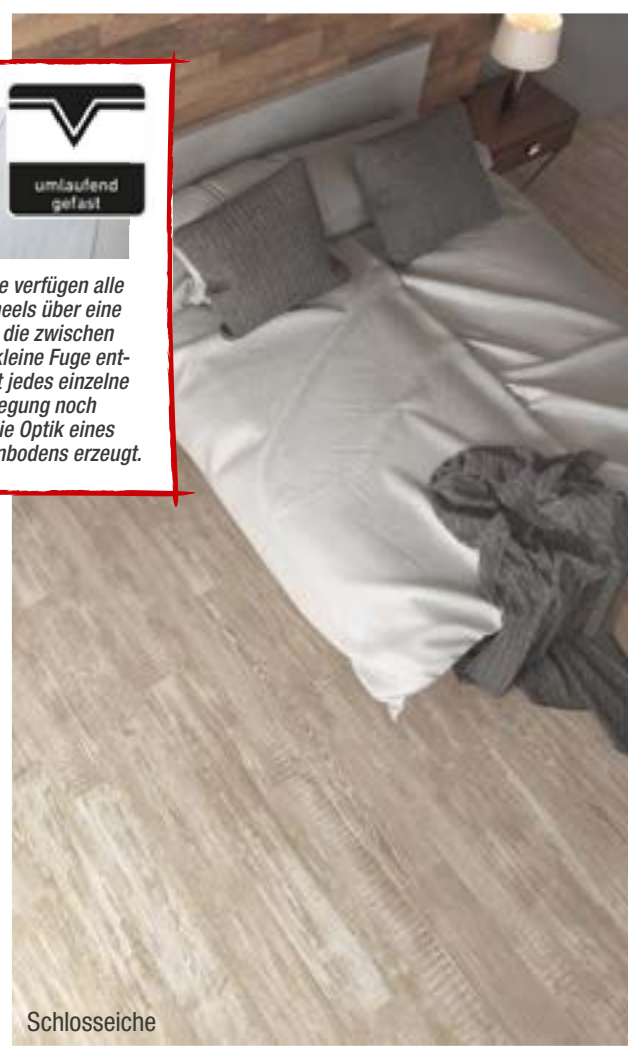 umlaufend
gefast
e verfügen alle
eels über eine
die zwischen
kleine Fuge ent-
t jedes einzelne
egung noch
ie Optik eines
nbodens erzeugt.
Schlosseiche